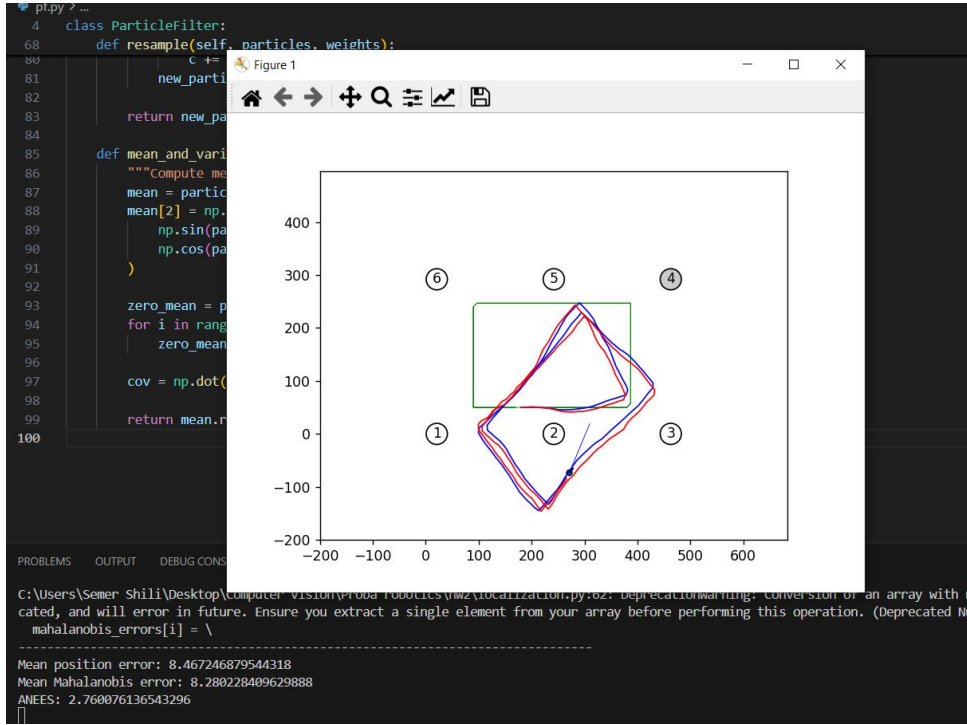 pf.py > ...
4 class ParticleFilter:
68 def resample(self, particles, weights):
80 c +=
81 new_parti
82
83 return new_pa
84
85 def mean_and_vari
86 """Compute me
87 mean = partic
88 mean[2] = np.
89 np.sin(pa
90 np.cos(pa
91 )
92
93 zero_mean = p
94 for i in rang
95 zero_mean
96
97 cov = np.dot(
98
99 return mean.r
100
Figure 1
400
300
200
100
0
−100
−200
6 5 4
1 2 3
−200 −100 0 100 200 300 400 500 600
PROBLEMS OUTPUT DEBUG CONS
C:\Users\Semer Shili\Desktop\Computer Vision\Proba robotics\hw2\localization.py:62: DeprecationWarning: Conversion of an array with
cated, and will error in future. Ensure you extract a single element from your array before performing this operation. (Deprecated
mahalanobis_errors[i] = \
-------------------------------------------------------------------------------
Mean position error: 8.467246879544318
Mean Mahalanobis error: 8.280228409629888
ANEES: 2.760076136543296